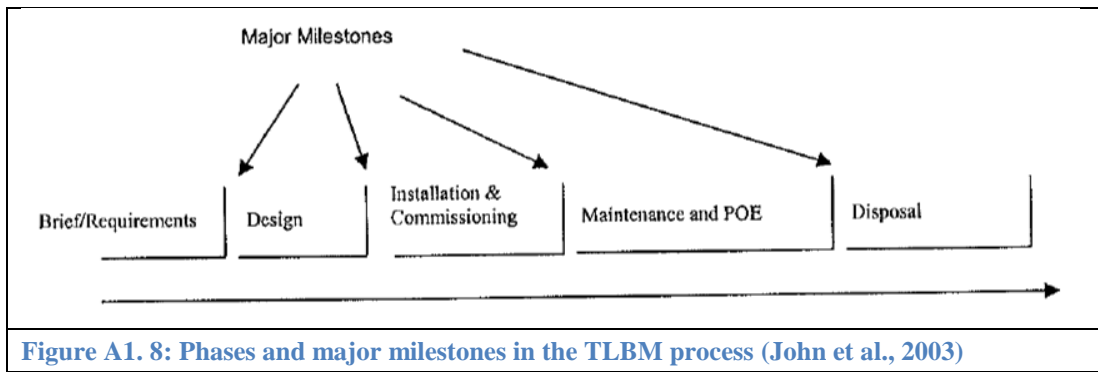 Major Milestones
Installation &
Brief/Requirements Design Commissioning Maintenance and POE Disposal
Figure A1. 8: Phases and major milestones in the TLBM process (John et al., 2003)